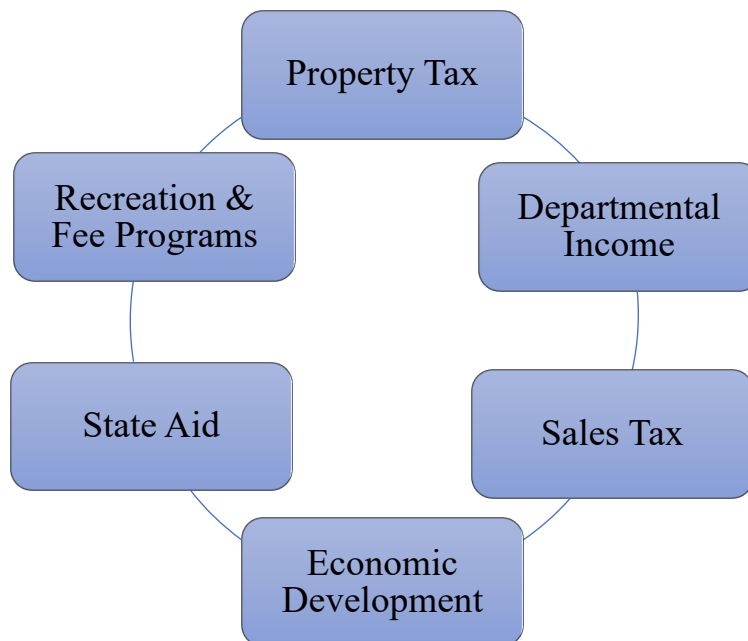 Property Tax
Recreation &
Fee Programs
Departmental
Income
State Aid
Sales Tax
Economic
Development